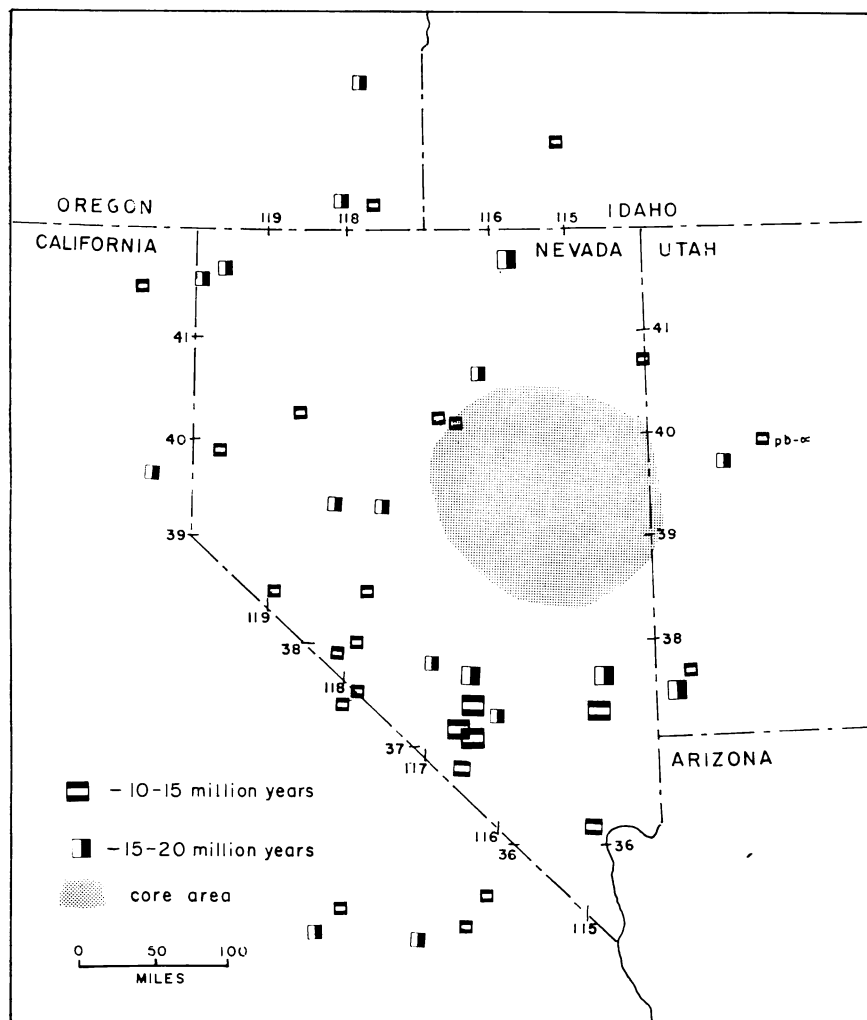 OREGON
119
118
116
115
IDAHO
CALIFORNIA
NEVADA
UTAH
41
41
40
40
pb-∝
39
39
119
38
38
118
37
117
ARIZONA
-10-15 million years
116
36
36
-15-20 million years
core area
115
0 50 100
MILES